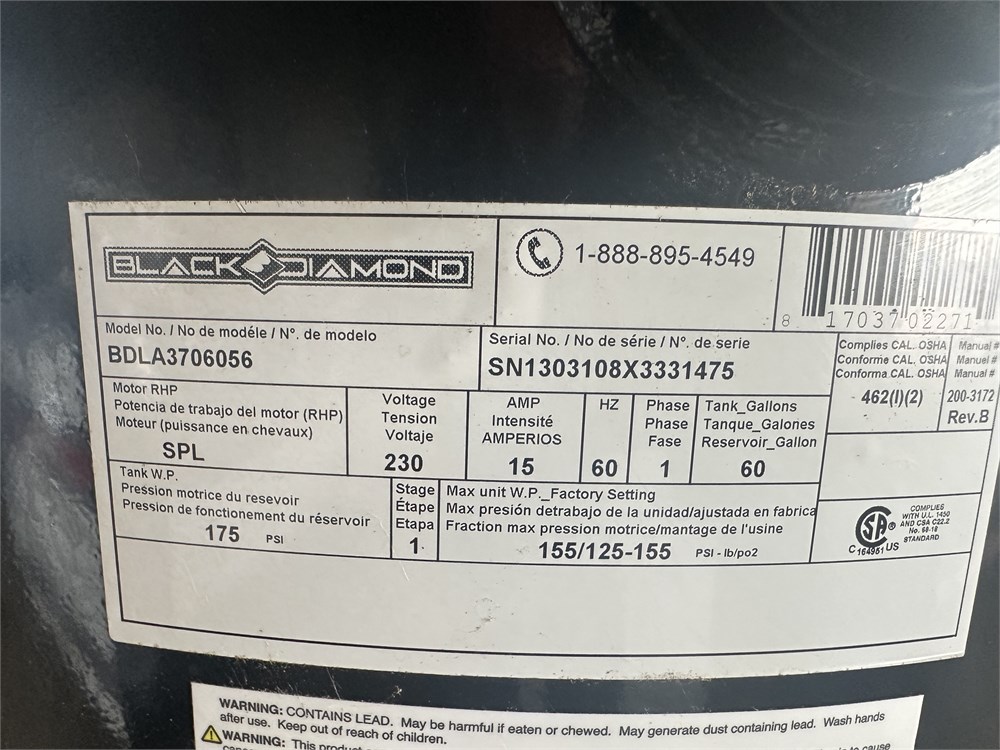 BLACK DIAMOND
1-888-895-4549
8 17037 02271
Model No. / No de modéle / N°. de modelo
BDLA3706056
Serial No. / No de série / N°. de serie
SN1303108X3331475
Complies CAL. OSHA
Conforme CAL. OSHA
Conforma CAL. OSHA
462(I)(2)
Manual #
Manuel #
Manual #
200-3172
Rev.B
Motor RHP
Potencia de trabajo del motor (RHP)
Moteur (puissance en chevaux)
SPL
Voltage
Tension
Voltaje
230
AMP
Intensité
AMPERIOS
15
HZ
60
Phase
Phase
Fase
1
Tank_Gallons
Tanque_Galones
Reservoir_Gallon
60
Tank W.P.
Pression motrice du resevoir
Pression de fonctionement du réservoir
175 PSI
Stage
Étape
Etapa
1
Max unit W.P._Factory Setting
Max presión detrabajo de la unidad/ajustada en fabrica
Fraction max pression motrice/mantage de l'usine
155/125-155 PSI - lb/po2
SA ®
C US
164951
COMPLIES
WITH U.L. 1450
AND CSA C22.2
No. 68-18
STANDARD
WARNING: CONTAINS LEAD. May be harmful if eaten or chewed. May generate dust containing lead. Wash hands
after use. Keep out of reach of children.
WARNING: This product
to cause